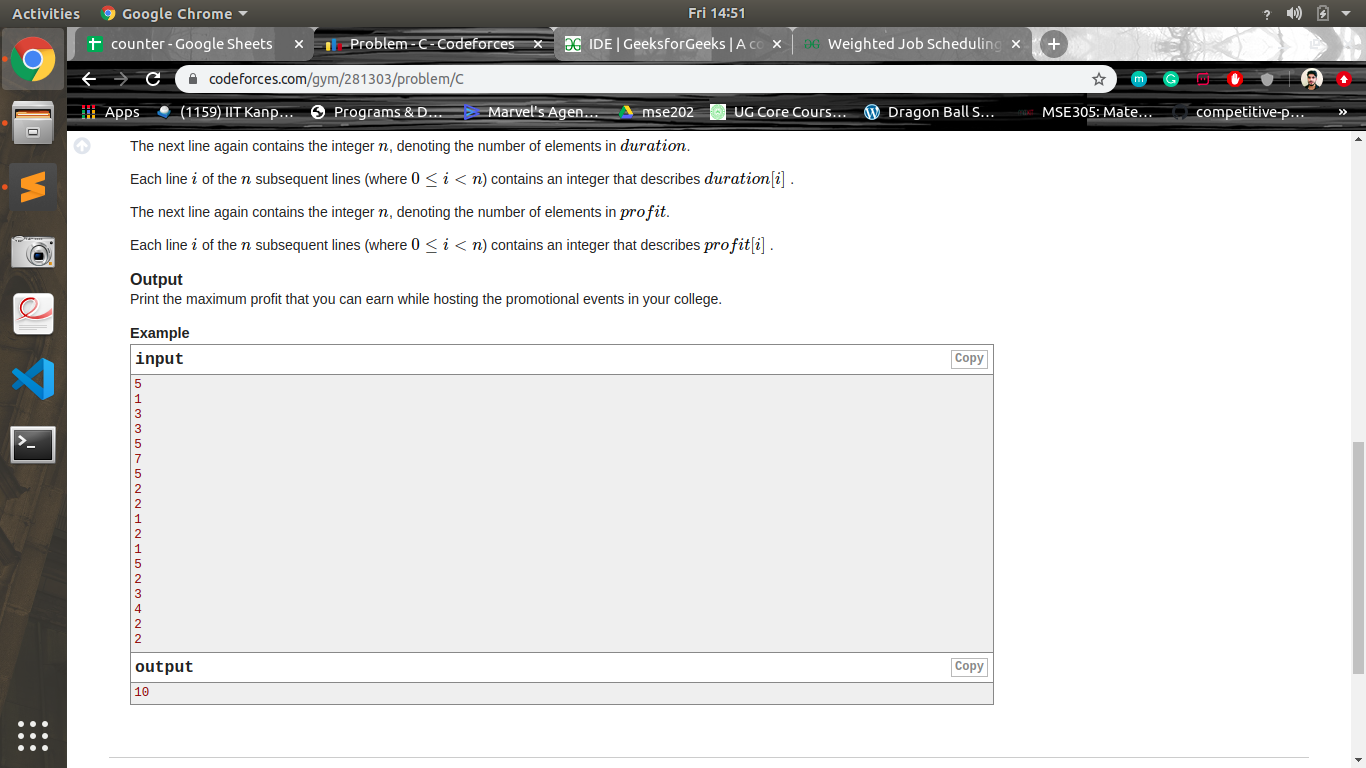 Activities Google Chrome Fri 14:51
counter - Google Sheets Problem - C - Codeforces IDE | GeeksforGeeks | A co Weighted Job Scheduling
codeforces.com/gym/281303/problem/C
Apps (1159) IIT Kanp... Programs & D... Marvel's Agen... mse202 UG Core Cours... Dragon Ball S... MSE305: Mate... competitive-p... »
The next line again contains the integer n, denoting the number of elements in duration.
Each line i of the n subsequent lines (where 0 ≤ i < n) contains an integer that describes duration[i] .
The next line again contains the integer n, denoting the number of elements in profit.
Each line i of the n subsequent lines (where 0 ≤ i < n) contains an integer that describes profit[i] .
Output
Print the maximum profit that you can earn while hosting the promotional events in your college.
Example
input Copy
5
1
3
3
5
7
5
2
2
1
2
1
5
2
3
4
2
2
output Copy
10